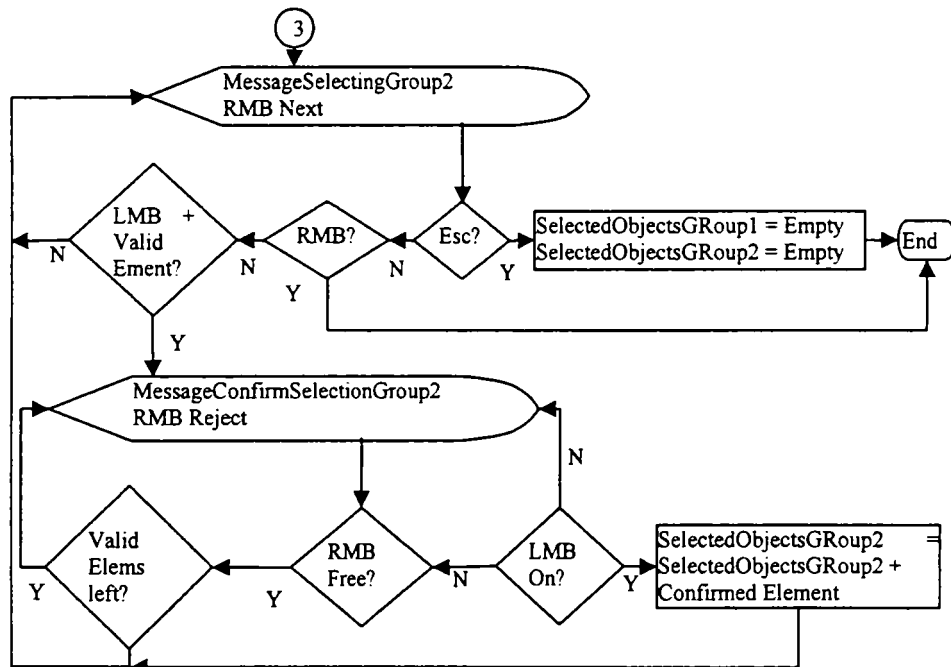 3
MessageSelectingGroup2
RMB Next
LMB +
Valid
Ement?
RMB?
Esc?
SelectedObjectsGRoup1 = Empty
SelectedObjectsGRoup2 = Empty
End
N
N
N
Y
Y
Y
MessageConfirmSelectionGroup2
RMB Reject
N
Valid
Elems
left?
RMB
Free?
LMB
On?
SelectedObjectsGRoup2 =
SelectedObjectsGRoup2 +
Confirmed Element
Y
Y
N
Y